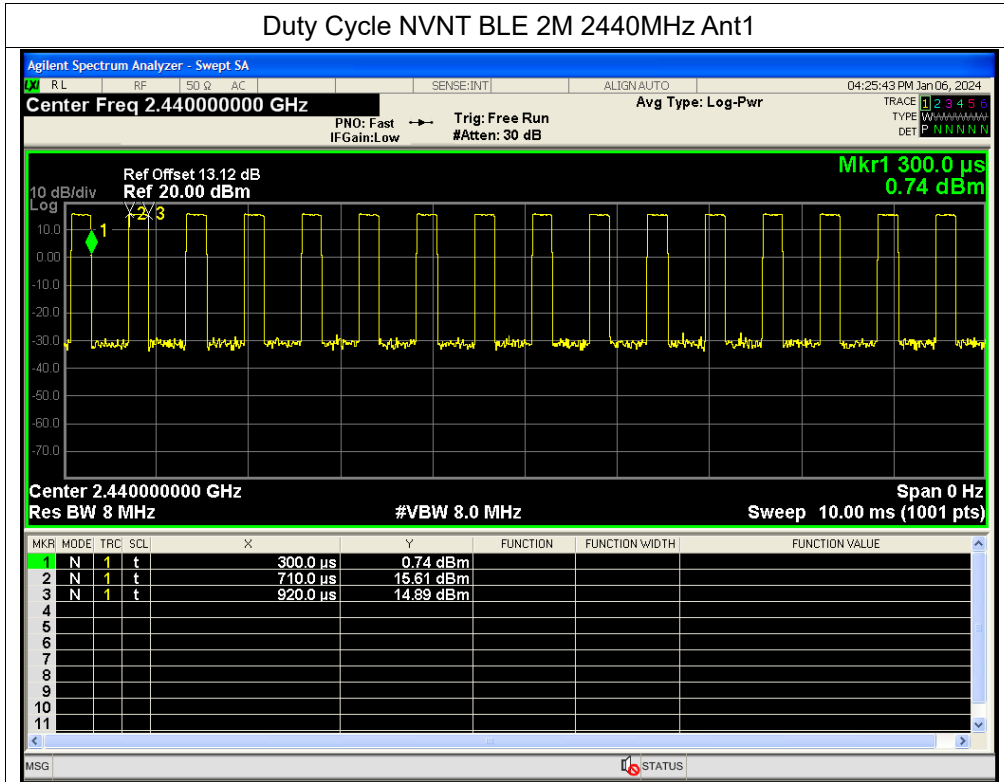 Duty Cycle NVNT BLE 2M 2440MHz Ant1
Agilent Spectrum Analyzer - Swept SA
LXI RL RF 50 Ω AC SENSE:INT ALIGNAUTO 04:25:43 PM Jan 06, 2024
Center Freq 2.440000000 GHz Avg Type: Log-Pwr TRACE 1 2 3 4 5 6
PNO: Fast Trig: Free Run TYPE W
IFGain:Low #Atten: 30 dB DET P N N N N N
Mkr1 300.0 µs
Ref Offset 13.12 dB
10 dB/div Ref 20.00 dBm 0.74 dBm
Log
2 3
10.0 1
0.00
-10.0
-20.0
-30.0
-40.0
-50.0
-60.0
-70.0
Center 2.440000000 GHz Span 0 Hz
Res BW 8 MHz #VBW 8.0 MHz Sweep 10.00 ms (1001 pts)
MKR MODE TRC SCL X Y FUNCTION FUNCTION WIDTH FUNCTION VALUE
1 N 1 t 300.0 µs 0.74 dBm
2 N 1 t 710.0 µs 15.61 dBm
3 N 1 t 920.0 µs 14.89 dBm
4
5
6
7
8
9
10
11
MSG STATUS